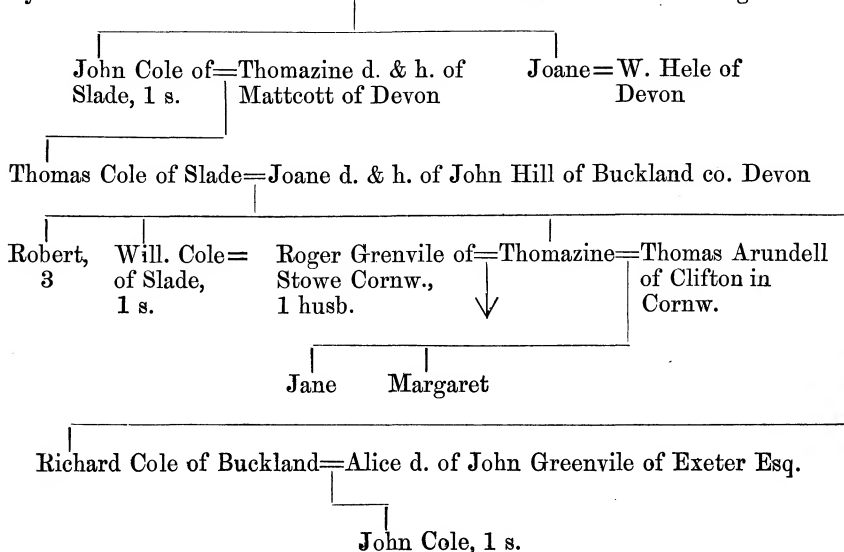 John Cole of=Thomazine d. & h. of Joane=W. Hele of
Slade, 1 s. Mattcott of Devon Devon
Thomas Cole of Slade=Joane d. & h. of John Hill of Buckland co. Devon
Robert, Will. Cole= Roger Grenvile of=Thomazine=Thomas Arundell
3 of Slade, Stowe Cornw., of Clifton in
1 s. 1 husb. Cornw.
Jane Margaret
Richard Cole of Buckland=Alice d. of John Greenvile of Exeter Esq.
John Cole, 1 s.